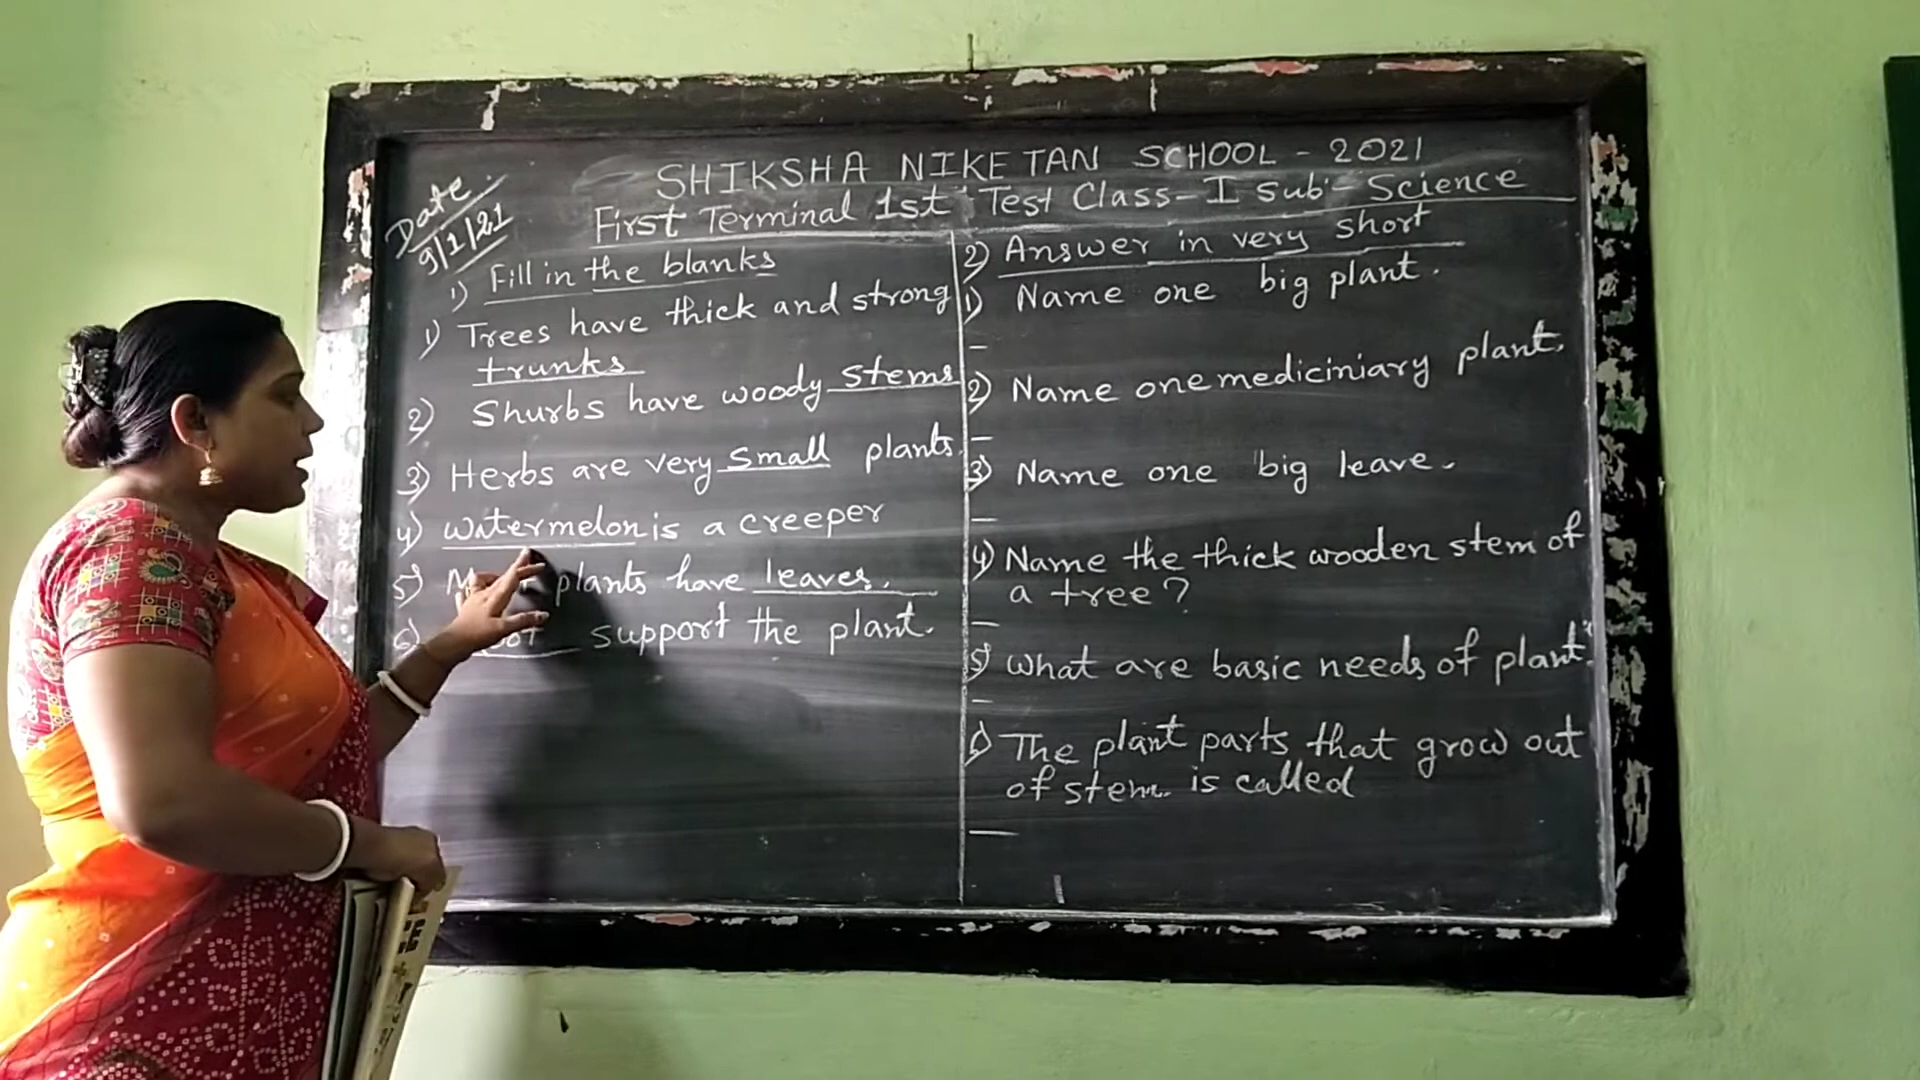 SHIKSHA NIKETAN SCHOOL - 2021
First Terminal 1st Test Class-I Sub:- Science
Date.
9/1/21
1) Fill in the blanks
1) Trees have thick and strong
trunks
2) Shurbs have woody stems
3) Herbs are very small plants.
4) watermelon is a creeper
5) plants have leaves.
6) support the plant.
2) Answer in very short
1) Name one big plant.
-
2) Name one mediciniary plant.
-
3) Name one big leave.
-
4) Name the thick wooden stem of
a tree?
-
5) What are basic needs of plant
-
6) The plant parts that grow out
of stem is called
-